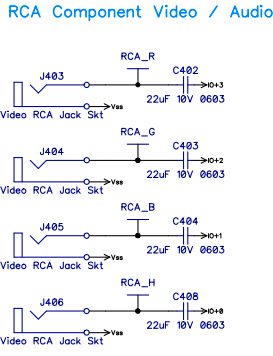 RCA Component Video / Audio
RCA_R
J403 C402
IO+3
22uF 10V 0603
Vss
Video RCA Jack Skt
RCA_G
J404 C403
IO+2
22uF 10V 0603
Vss
Video RCA Jack Skt
RCA_B
J405 C404
IO+1
22uF 10V 0603
Vss
Video RCA Jack Skt
RCA_H
J406 C408
IO+0
22uF 10V 0603
Vss
Video RCA Jack Skt